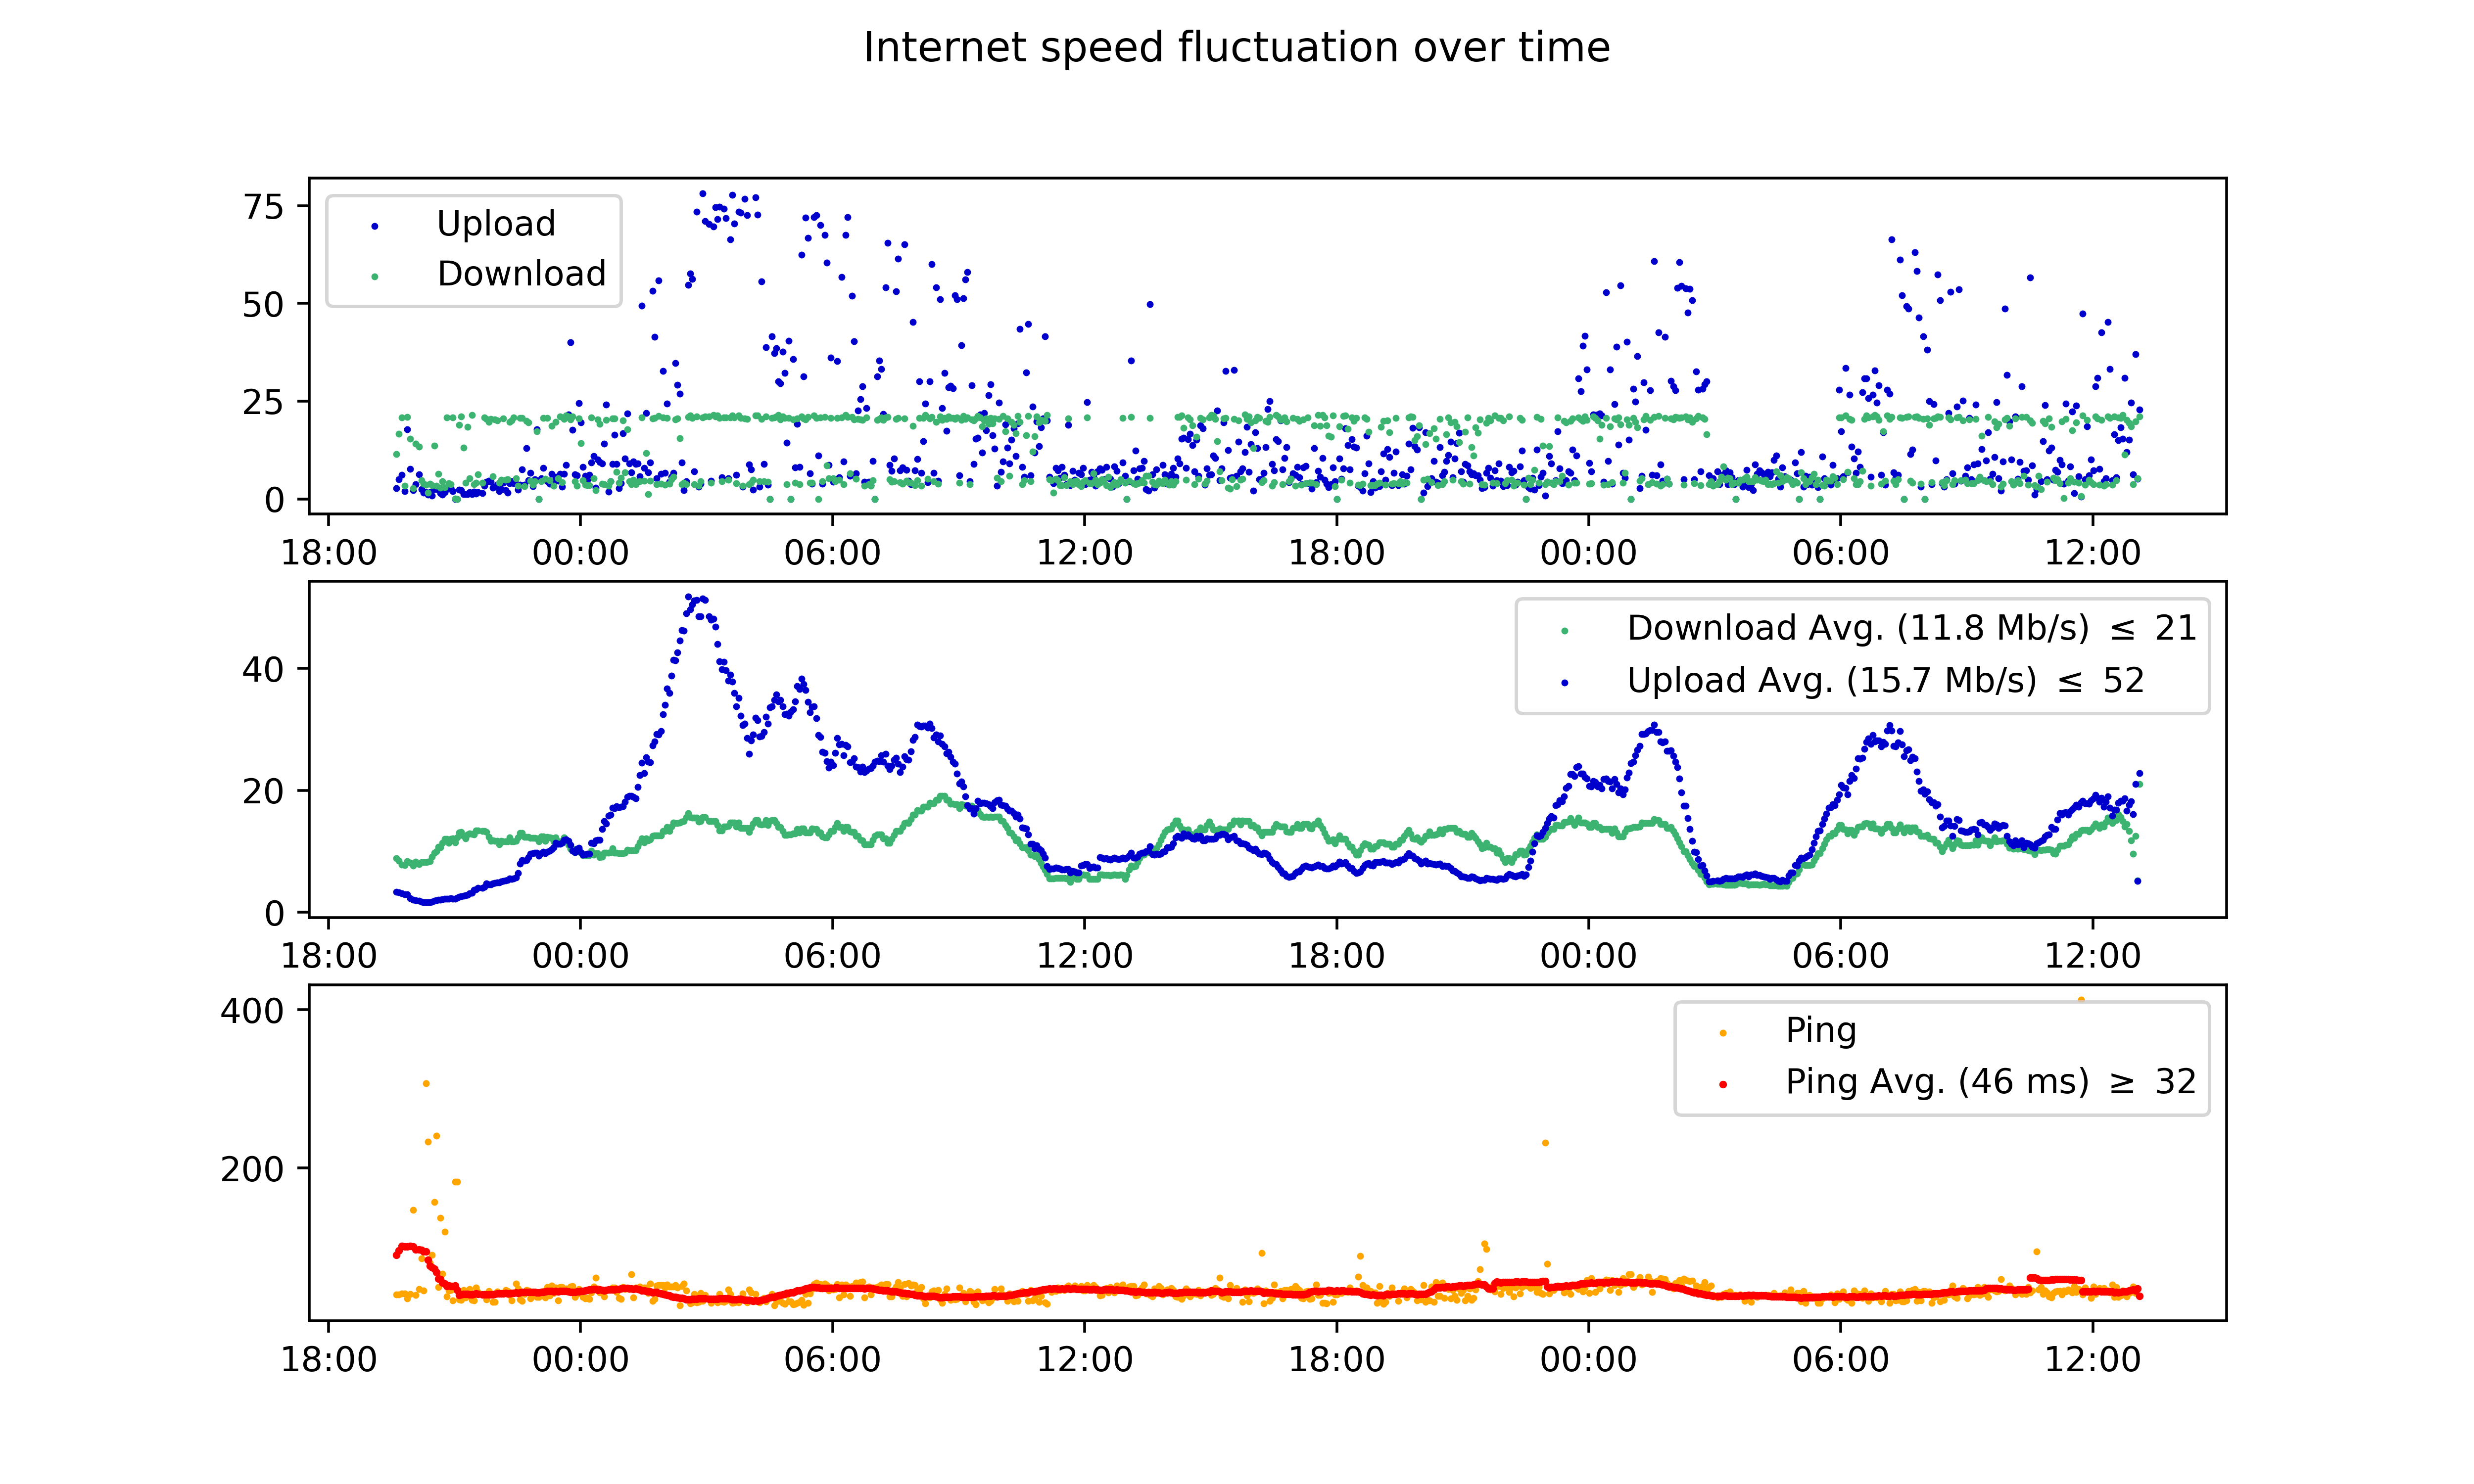 Internet speed fluctuation over time
75
50
25
0
Upload
Download
18:00 00:00 06:00 12:00 18:00 00:00 06:00 12:00
40
20
0
Download Avg. (11.8 Mb/s) ≤ 21
Upload Avg. (15.7 Mb/s) ≤ 52
18:00 00:00 06:00 12:00 18:00 00:00 06:00 12:00
400
200
Ping
Ping Avg. (46 ms) ≥ 32
18:00 00:00 06:00 12:00 18:00 00:00 06:00 12:00